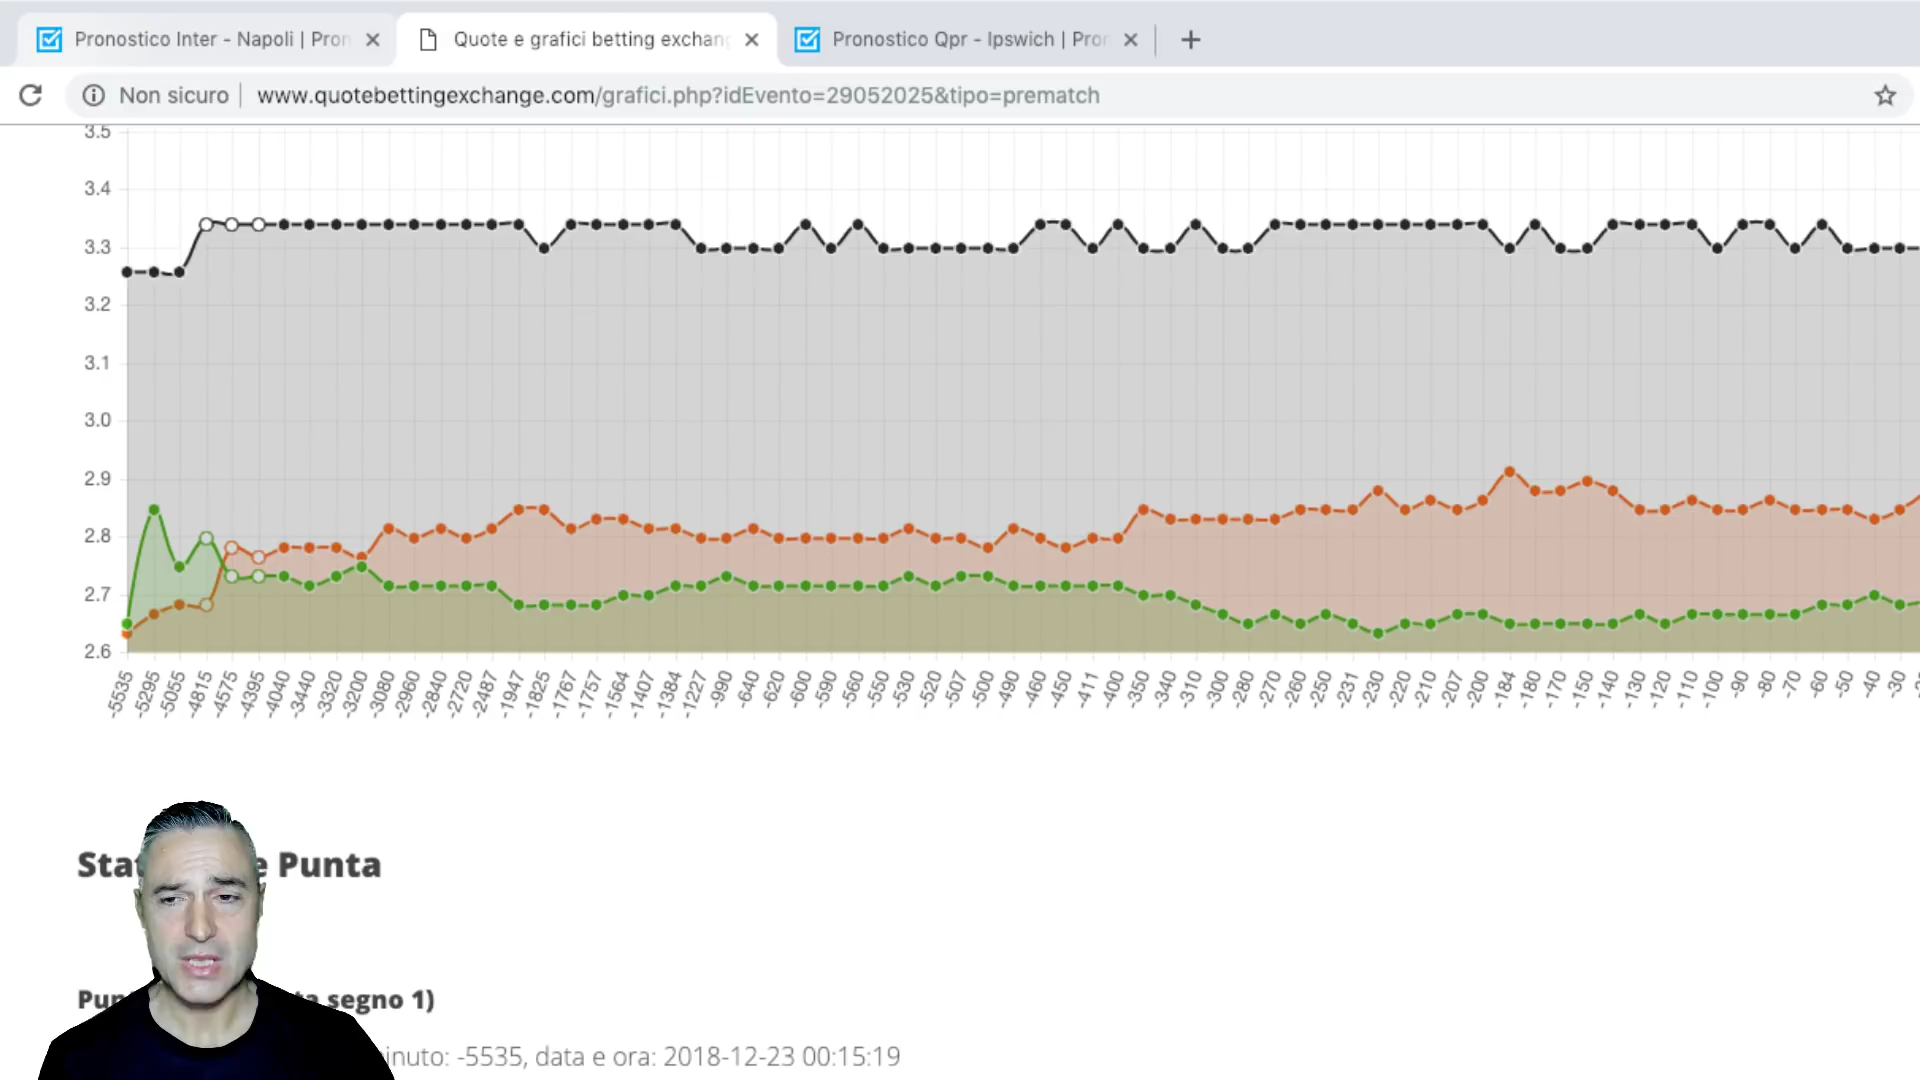 Pronostico Inter - Napoli | Pron
Quote e grafici betting exchang
Pronostico Qpr - Ipswich | Pro
Non sicuro
www.quotebettingexchange.com/grafici.php?idEvento=29052025&tipo=prematch
3.5
3.4
3.3
3.2
3.1
3.0
2.9
2.8
2.7
2.6
-5535 -5295 -5055 -4815 -4575 -4395 -4040 -3440 -3320 -3200 -3080 -2960 -2840 -2720 -2487 -1947 -1825 -1767 -1757 -1564 -1407 -1384 -1227 -990 -640 -620 -600 -590 -560 -550 -530 -520 -507 -500 -490 -460 -450 -411 -400 -350 -340 -310 -300 -280 -270 -260 -250 -231 -230 -220 -210 -207 -200 -184 -180 -170 -150 -140 -130 -120 -110 -100 -90 -80 -70 -60 -50 -40 -30
Sta e Punta
Pun ta segno 1)
inuto: -5535, data e ora: 2018-12-23 00:15:19